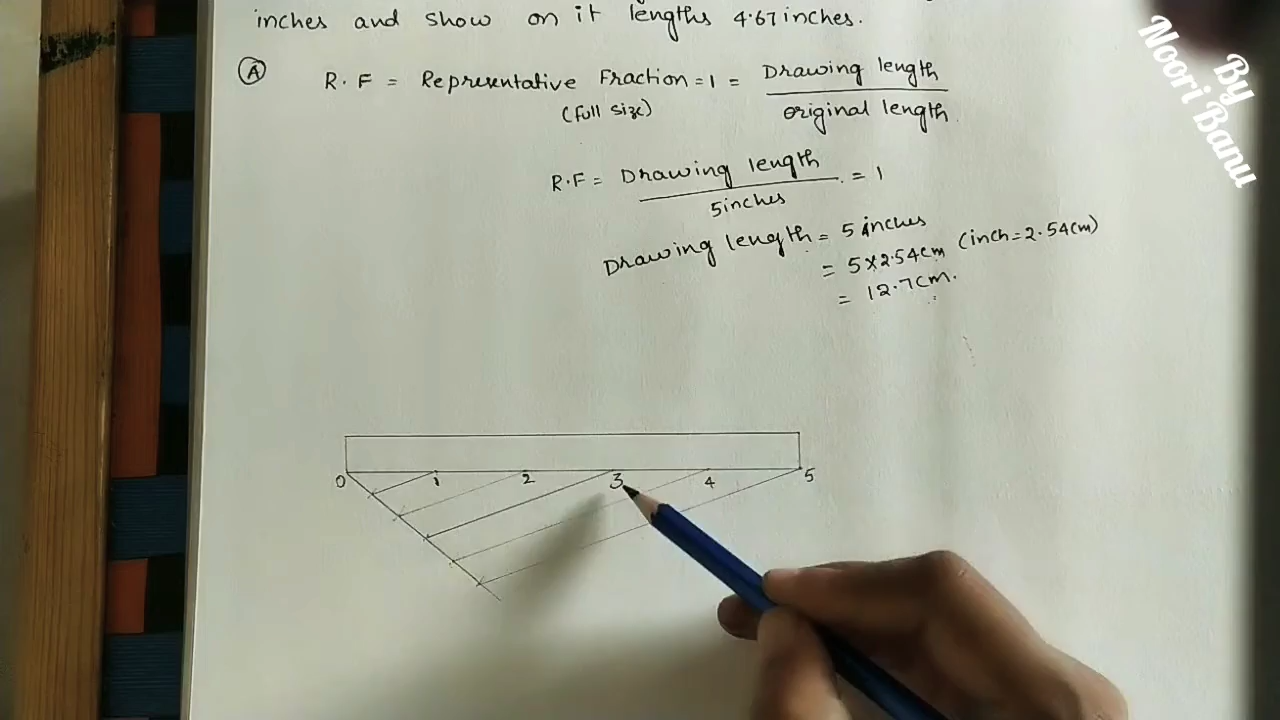 inches and show on it lengths 4.67 inches.
Ⓐ R.F = Representative Fraction = 1 = Drawing length / original length
(Full size)
R.F = Drawing length / 5inches = 1
Drawing length = 5 inches
= 5×2.54cm (inch=2.54cm)
= 12.7cm.
0 1 2 3 4 5
By
Noori Banu